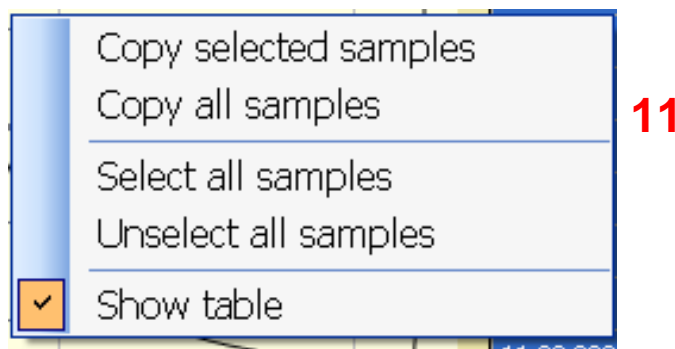 Copy selected samples
Copy all samples
11
Select all samples
Unselect all samples
Show table